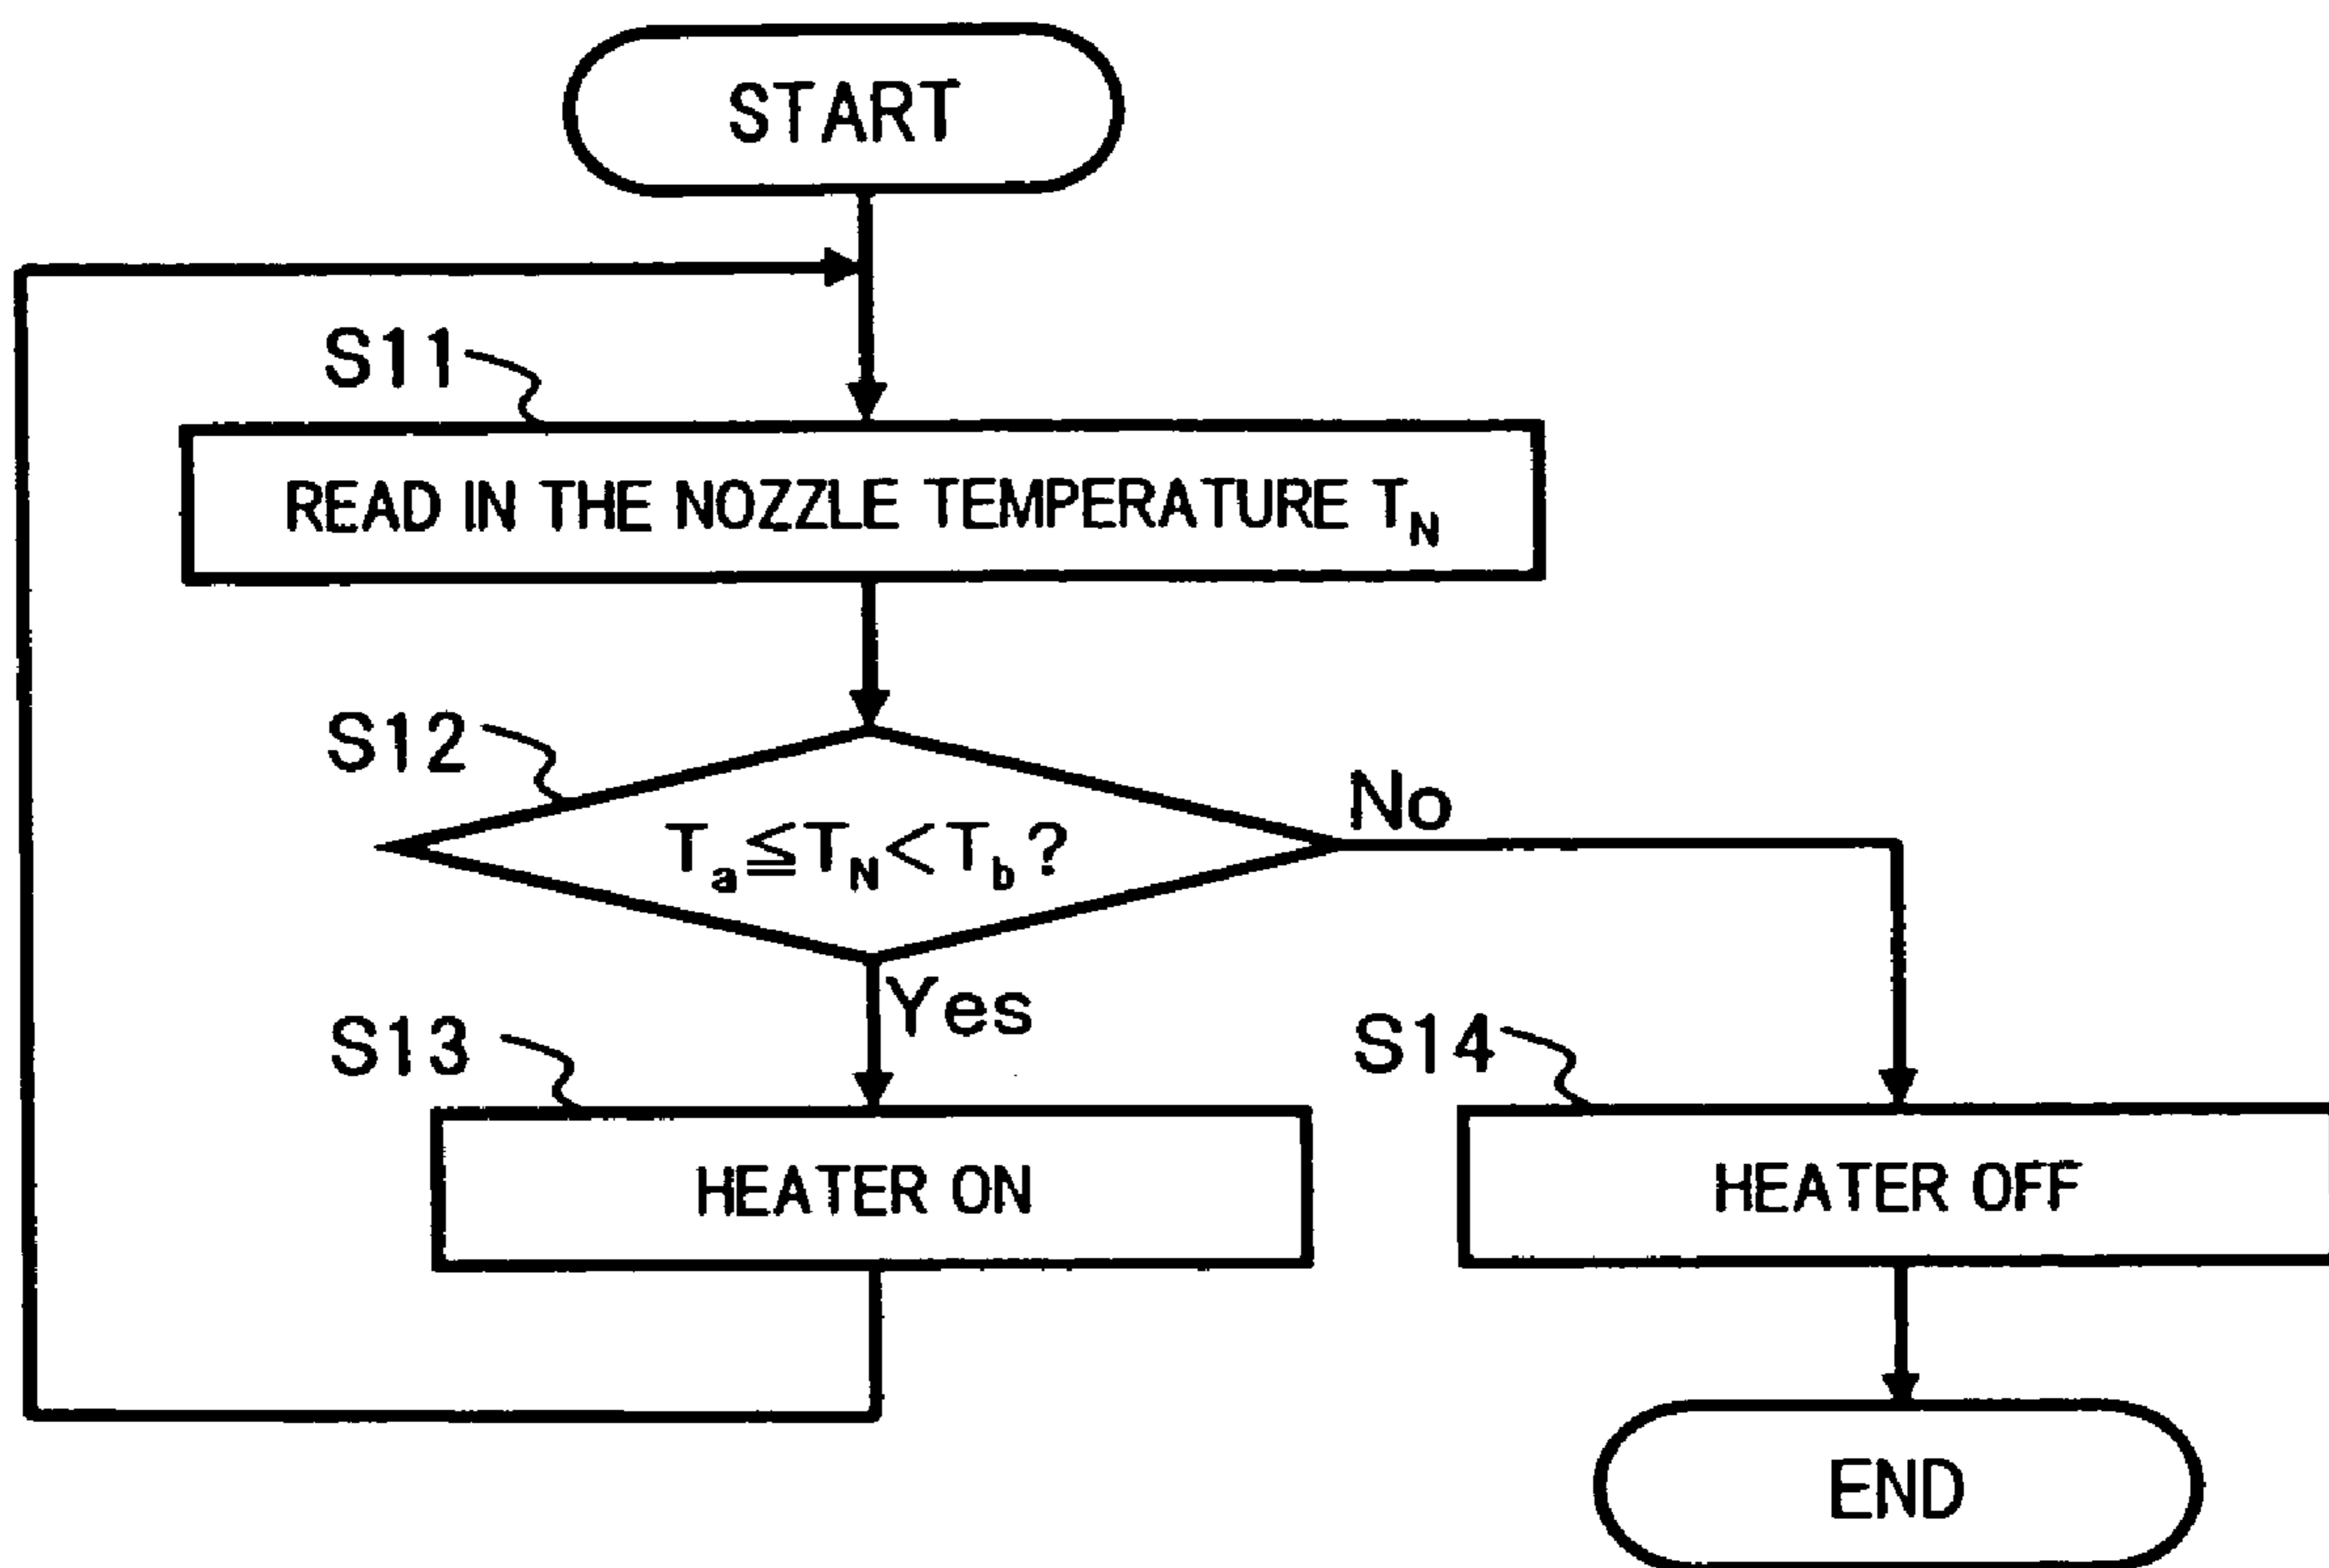 START
S11
READ IN THE NOZZLE TEMPERATURE T_N
S12
T_a≦T_N<T_b?
No
Yes
S13
S14
HEATER ON
HEATER OFF
END